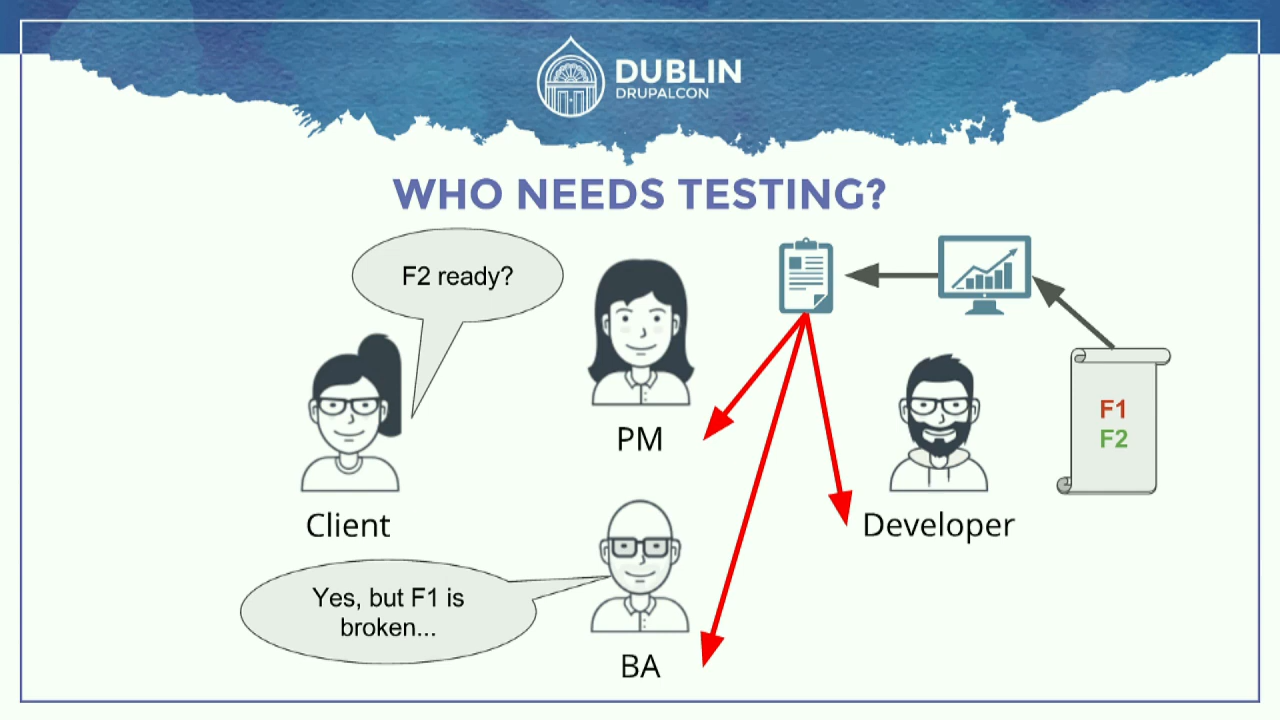 DUBLIN
DRUPALCON
WHO NEEDS TESTING?
F2 ready?
PM
F1
F2
Client
Developer
Yes, but F1 is
broken...
BA